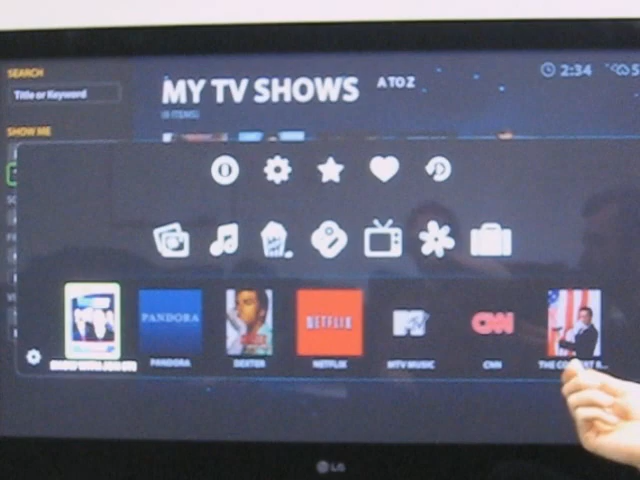 SEARCH
Title or Keyword
SHOW ME
MY TV SHOWS
A TO Z
2:34
PANDORA
NETFLIX
MTV
CNN
PANDORA
DEXTER
NETFLIX
MTV MUSIC
CNN
LG